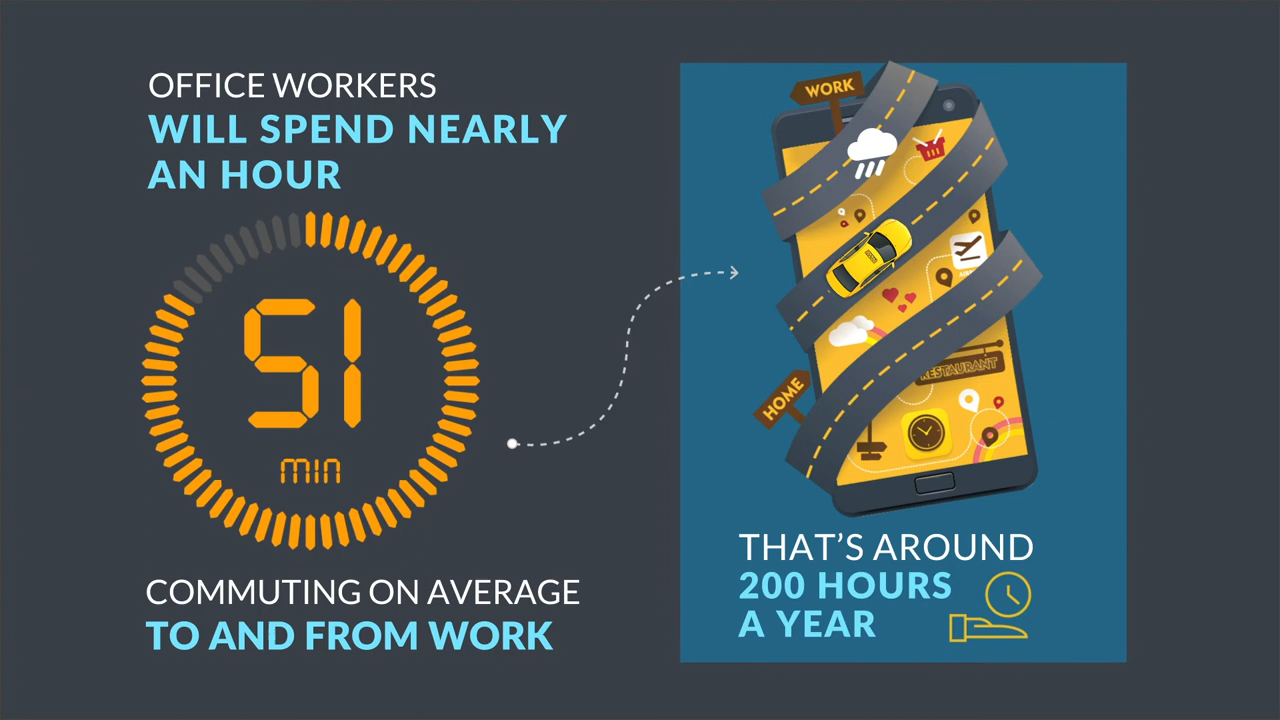 OFFICE WORKERS
WILL SPEND NEARLY
AN HOUR
51
min
COMMUTING ON AVERAGE
TO AND FROM WORK
WORK
RESTAURANT
HOME
THAT'S AROUND
200 HOURS
A YEAR